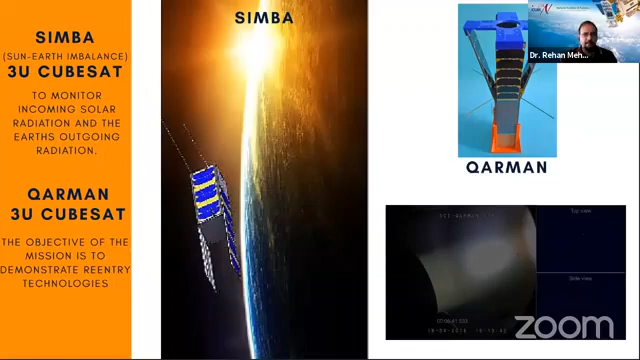 SIMBA
(SUN-EARTH IMBALANCE)
3U CUBESAT
TO MONITOR
INCOMING SOLAR
RADIATION AND THE
EARTHS OUTGOING
RADIATION.
QARMAN
3U CUBESAT
THE OBJECTIVE OF THE
MISSION IS TO
DEMONSTRATE REENTRY
TECHNOLOGIES
SIMBA
Dr. Rehan Meh...
QARMAN
Top view
Side view
zoom